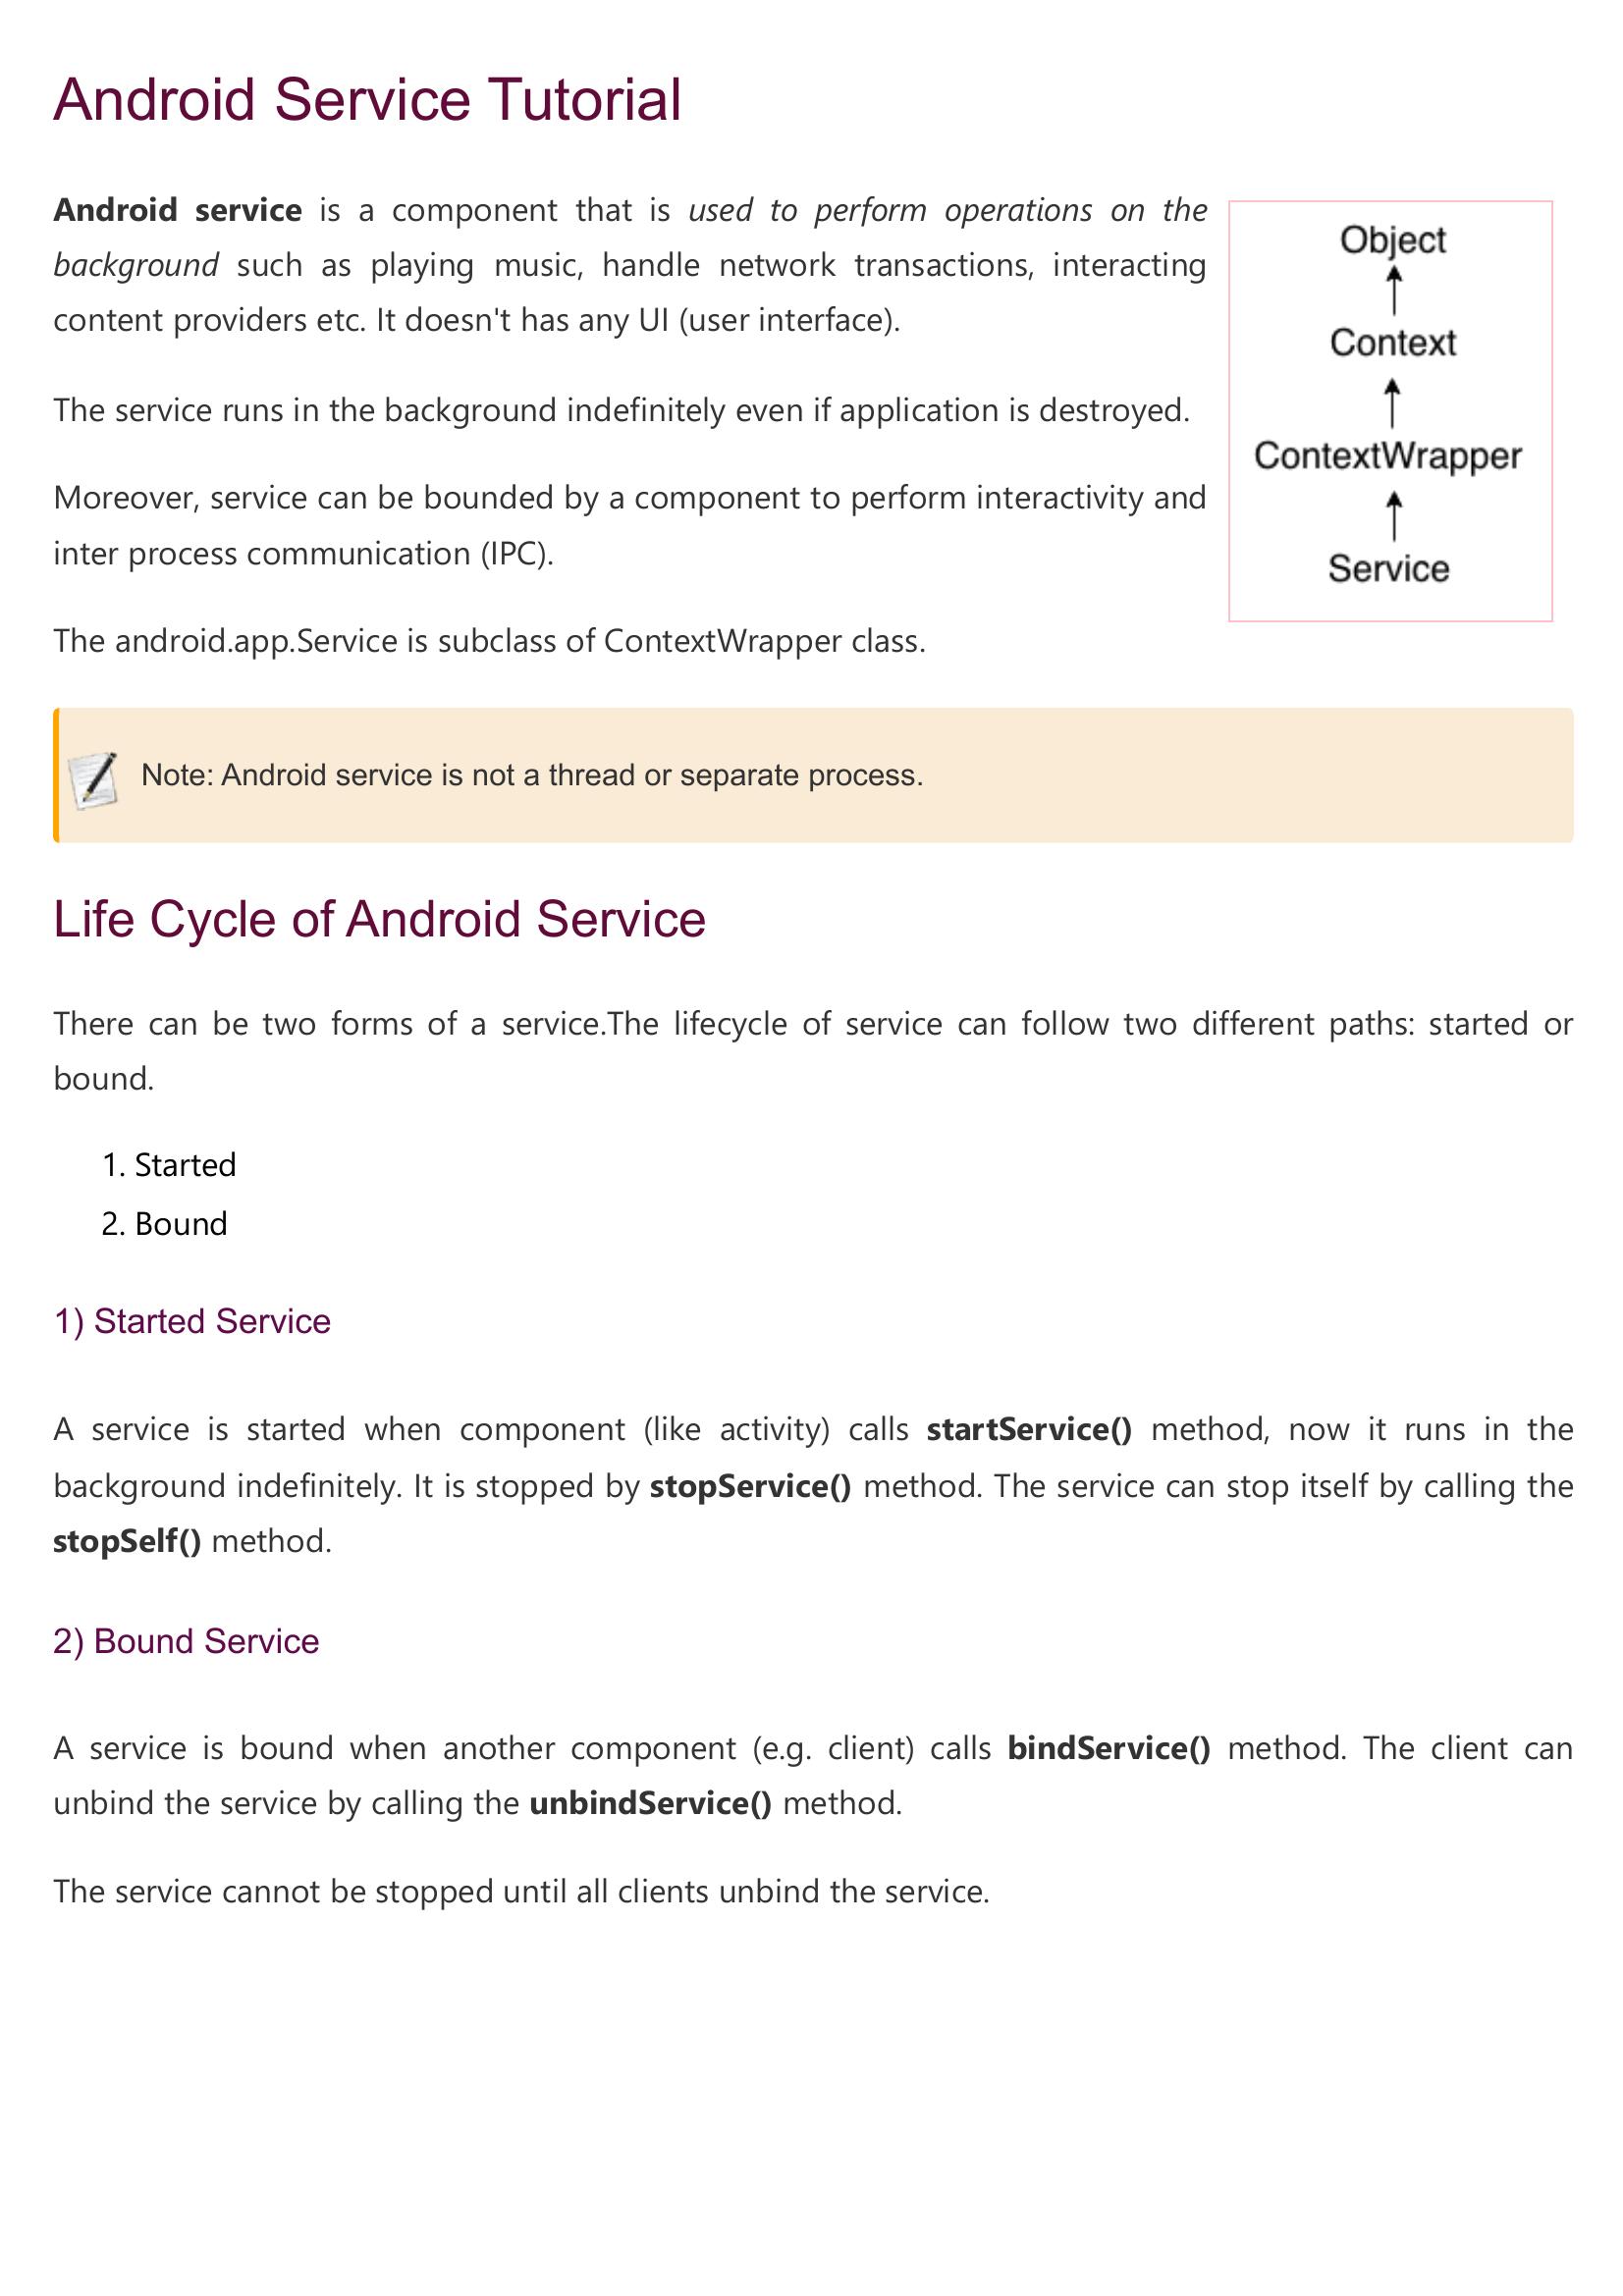 Android Service Tutorial
Android service is a component that is used to perform operations on the
background such as playing music, handle network transactions, interacting
content providers etc. It doesn't has any UI (user interface).
The service runs in the background indefinitely even if application is destroyed.
Moreover, service can be bounded by a component to perform interactivity and
inter process communication (IPC).
The android.app.Service is subclass of ContextWrapper class.
Object
Context
ContextWrapper
Service
Note: Android service is not a thread or separate process.
Life Cycle of Android Service
There can be two forms of a service.The lifecycle of service can follow two different paths: started or
bound.
1. Started
2. Bound
1) Started Service
A service is started when component (like activity) calls startService() method, now it runs in the
background indefinitely. It is stopped by stopService() method. The service can stop itself by calling the
stopSelf() method.
2) Bound Service
A service is bound when another component (e.g. client) calls bindService() method. The client can
unbind the service by calling the unbindService() method.
The service cannot be stopped until all clients unbind the service.